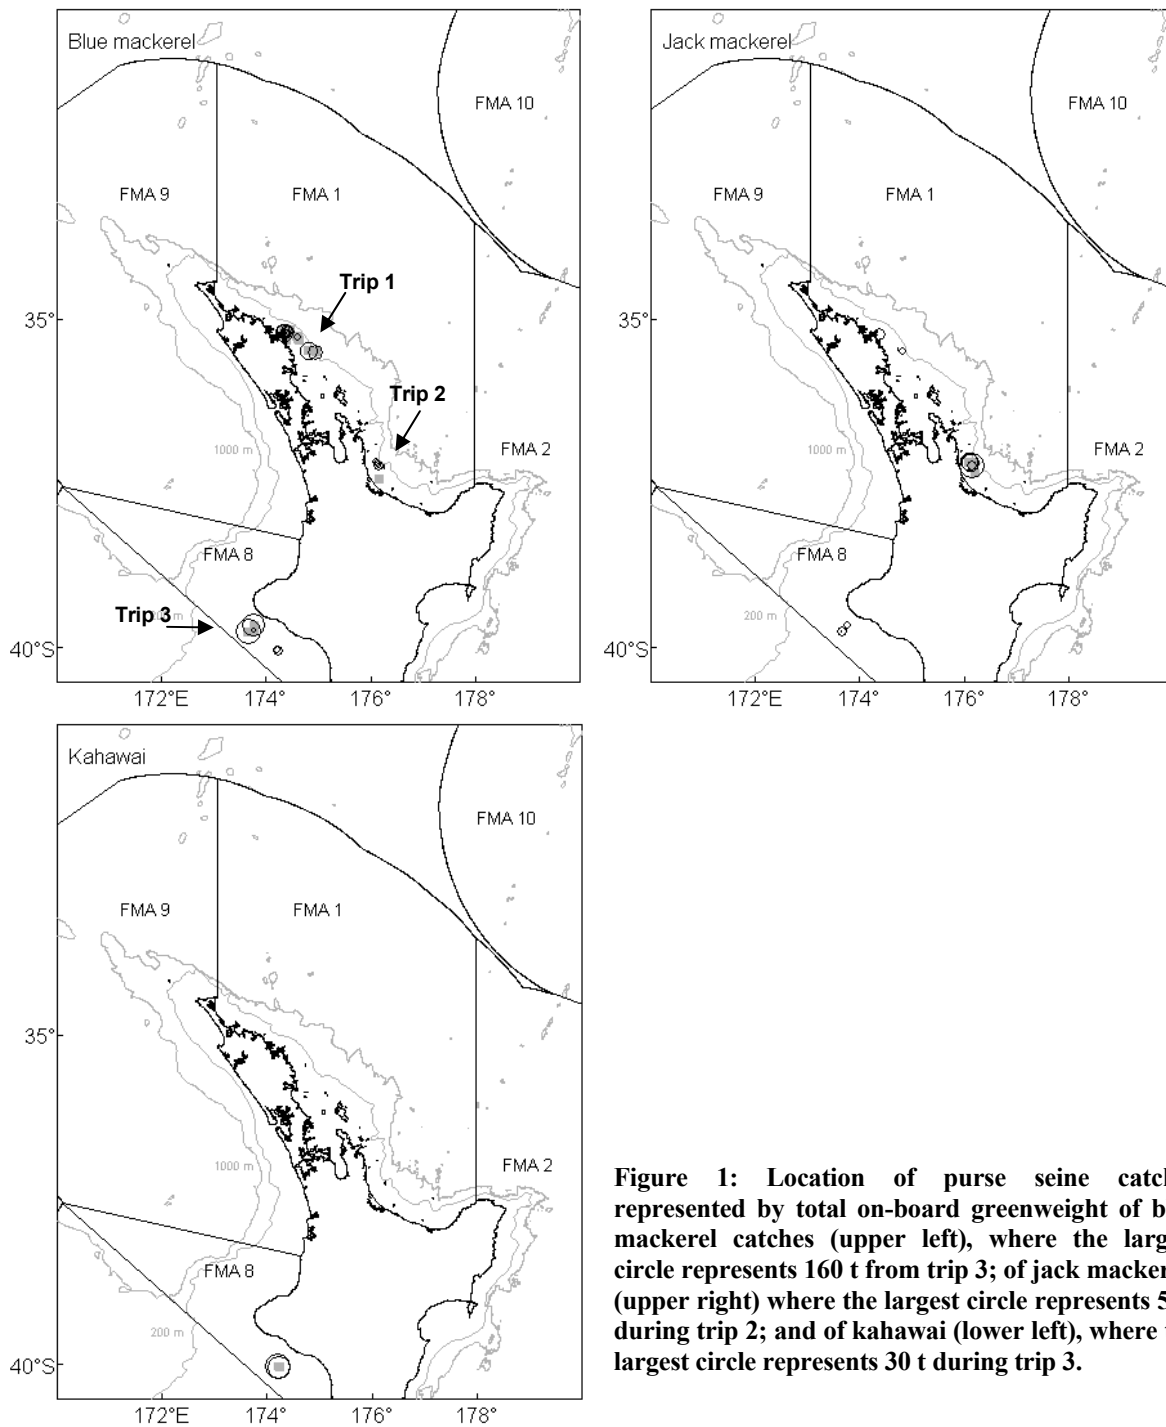 Blue mackerel
FMA 10
FMA 9
FMA 1
Trip 1
35°
Trip 2
1000 m
FMA 2
FMA 8
Trip 3
m
40°S
172°E 174° 176° 178°
Jack mackerel
FMA 10
FMA 9
FMA 1
35°
1000 m
FMA 2
FMA 8
200 m
40°S
172°E 174° 176° 178°
Kahawai
FMA 10
FMA 9
FMA 1
35°
1000 m
FMA 2
FMA 8
200 m
40°S
172°E 174° 176° 178°
Figure 1: Location of purse seine catch
represented by total on-board greenweight of b
mackerel catches (upper left), where the larg
circle represents 160 t from trip 3; of jack macker
(upper right) where the largest circle represents 5
during trip 2; and of kahawai (lower left), where
largest circle represents 30 t during trip 3.